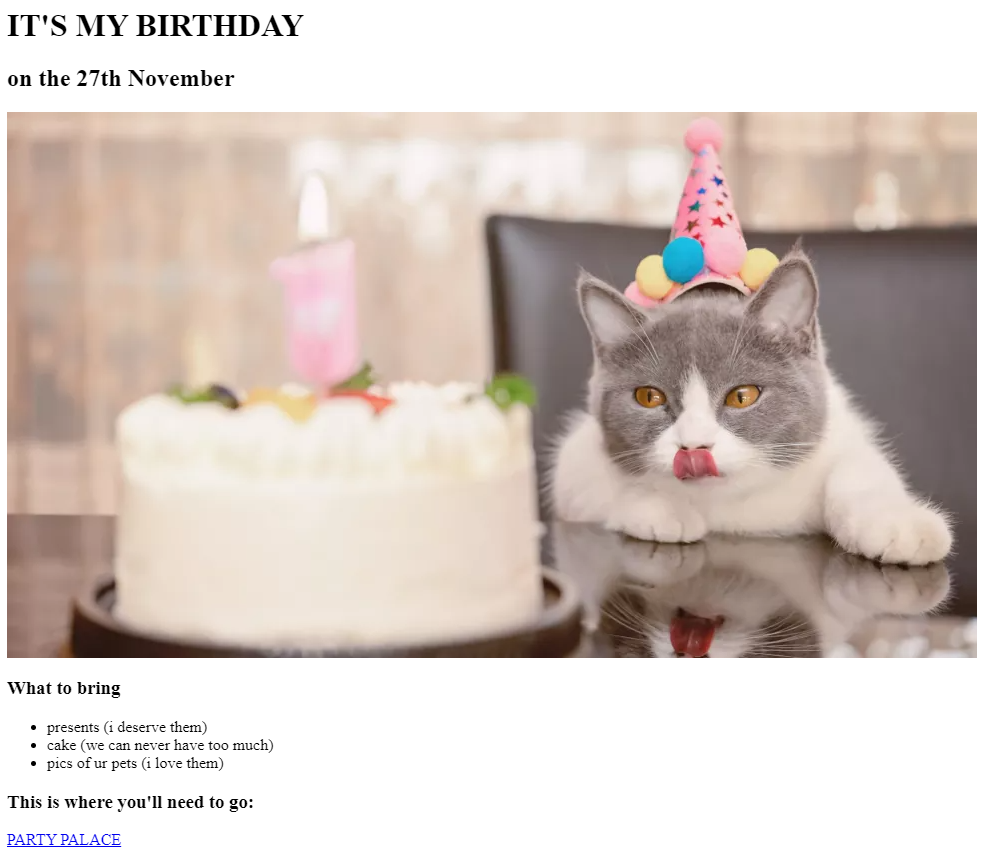 IT'S MY BIRTHDAY
on the 27th November
What to bring
presents (i deserve them)
cake (we can never have too much)
pics of ur pets (i love them)
This is where you'll need to go:
PARTY PALACE